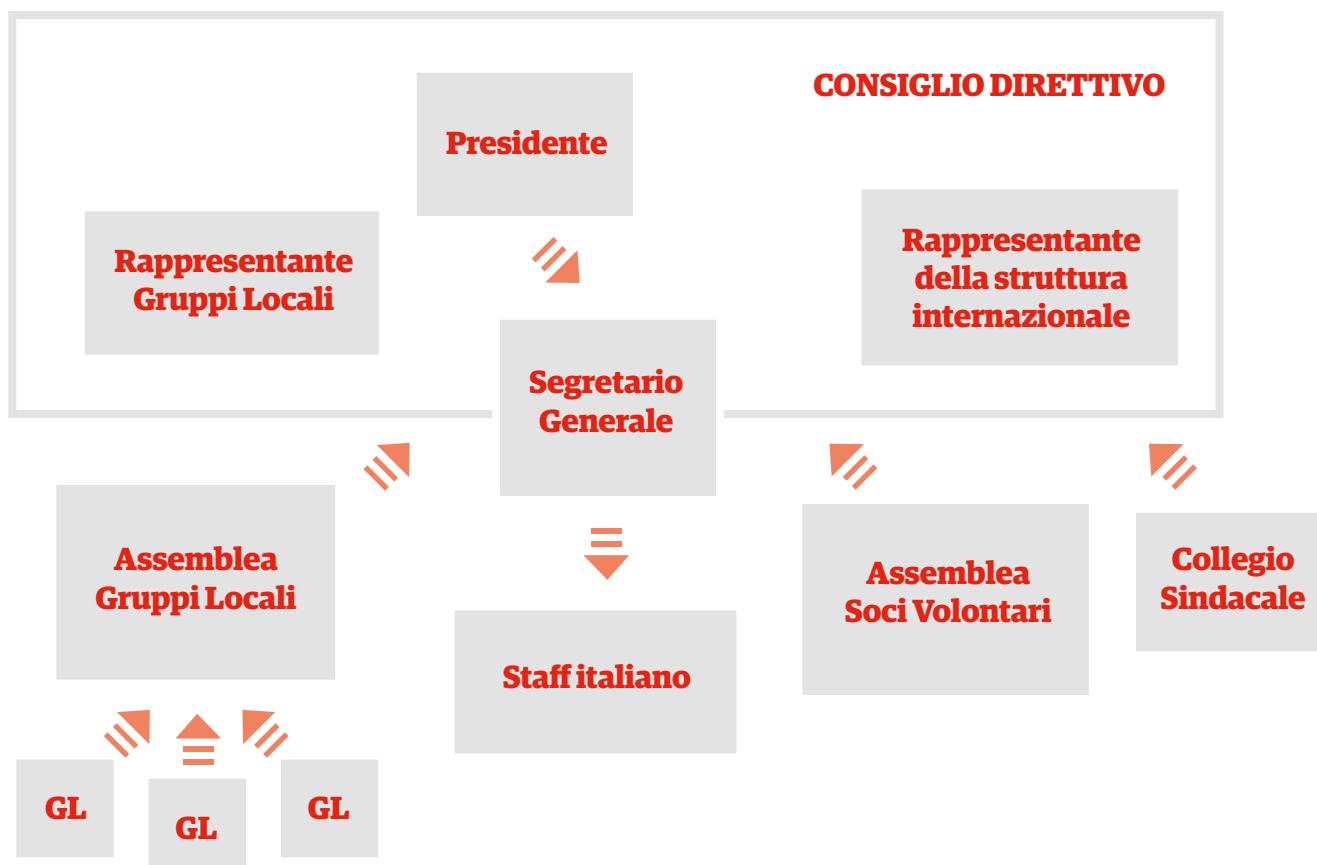 CONSIGLIO DIRETTIVO
Presidente
Rappresentante
Gruppi Locali
Rappresentante
della struttura
internazionale
Segretario
Generale
Assemblea
Gruppi Locali
Staff italiano
Assemblea
Soci Volontari
Collegio
Sindacale
GL
GL
GL